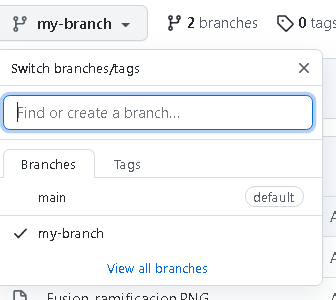 my-branch 2 branches 0 tags
Switch branches/tags
Find or create a branch...
Branches Tags
main default
my-branch
View all branches
Fusion_ramificacion.PNG